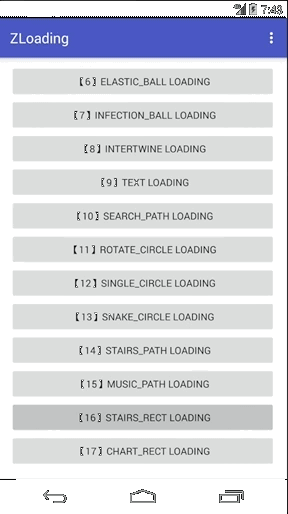 7:48
ZLoading
【6】ELASTIC_BALL LOADING
【7】INFECTION_BALL LOADING
【8】INTERTWINE LOADING
【9】TEXT LOADING
【10】SEARCH_PATH LOADING
【11】ROTATE_CIRCLE LOADING
【12】SINGLE_CIRCLE LOADING
【13】SNAKE_CIRCLE LOADING
【14】STAIRS_PATH LOADING
【15】MUSIC_PATH LOADING
【16】STAIRS_RECT LOADING
【17】CHART_RECT LOADING